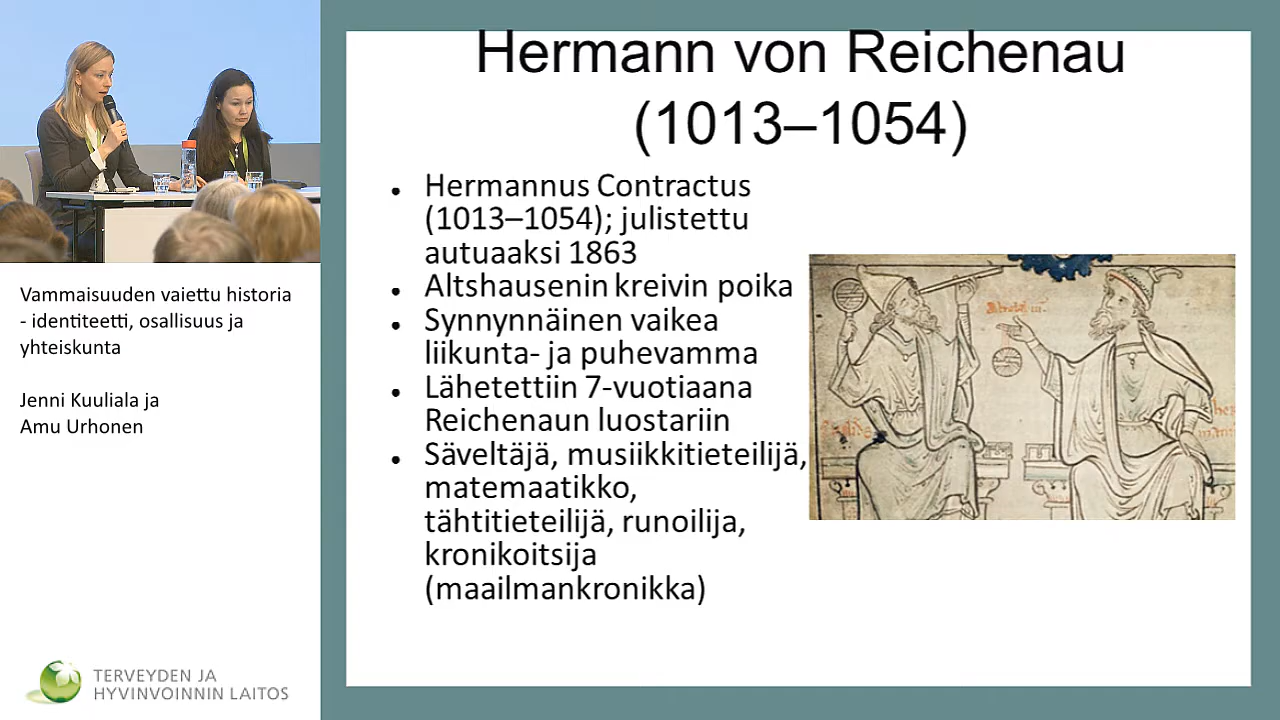 Hermann von Reichenau
(1013–1054)
Hermannus Contractus
(1013–1054); julistettu
autuaaksi 1863
Altshausenin kreivin poika
Synnynnäinen vaikea
liikunta- ja puhevamma
Lähetettiin 7-vuotiaana
Reichenaun luostariin
Säveltäjä, musiikkitieteilijä,
matemaatikko,
tähtitieteilijä, runoilija,
kronikoitsija
(maailmankronikka)
Vammaisuuden vaiettu historia
- identiteetti, osallisuus ja
yhteiskunta
Jenni Kuuliala ja
Amu Urhonen
TERVEYDEN JA
HYVINVOINNIN LAITOS